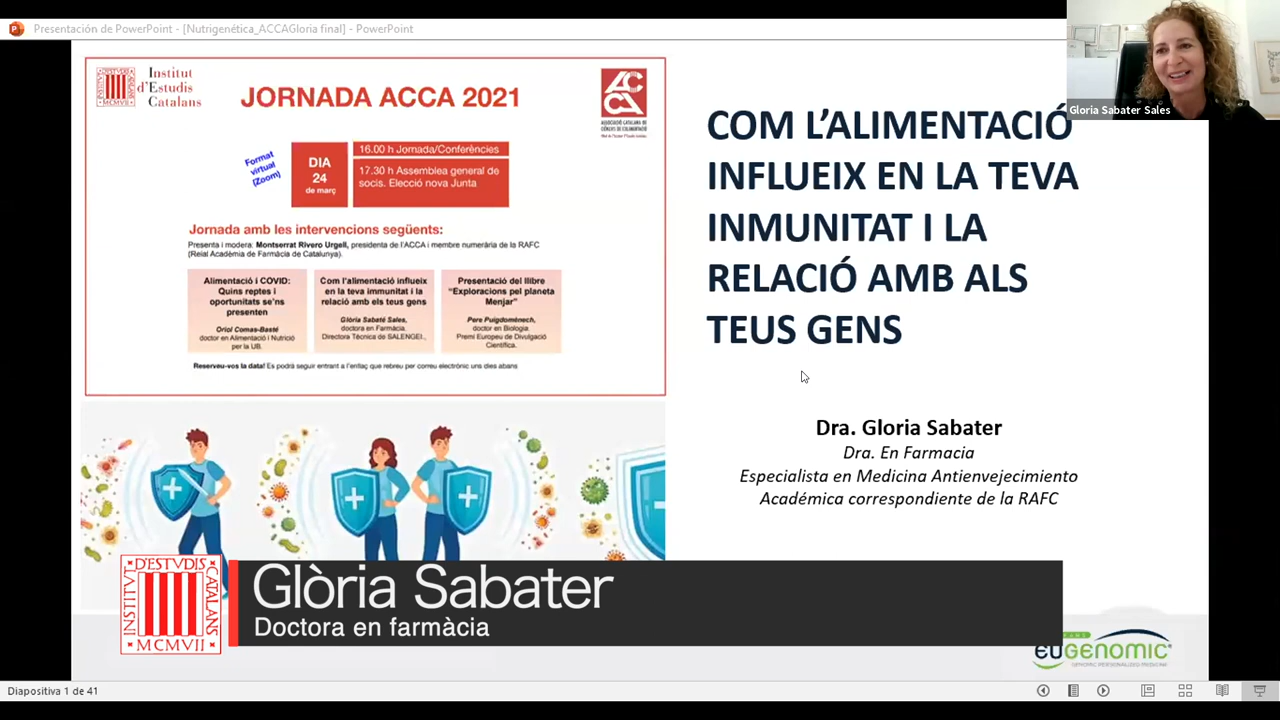 Presentación de PowerPoint - [Nutrigenética_ACCAGloria final] - PowerPoint
Institut
d'Estudis
Catalans
JORNADA ACCA 2021
ACCA
Format
virtual
(Zoom)
DIA
24
de març
16.00 h Jornada/Conferències
17.30 h Assemblea general de
socis. Elecció nova Junta
Jornada amb les intervencions següents:
Presenta i modera: Montserrat Rivero Urgell, presidenta de l'ACCA i membre numerària de la RAFC
(Reial Acadèmia de Farmàcia de Catalunya).
Alimentació i COVID:
Quins reptes i
oportunitats se'ns
presenten
Oriol Comas-Basté
doctor en Alimentació i Nutrició
per la UB.
Com l'alimentació influeix
en la teva immunitat i la
relació amb els teus gens
Glòria Sabaté Sales,
doctora en Farmàcia.
Directora Tècnica de SALENGEI.,
Presentació del llibre
“Exploracions pel planeta
Menjar”
Pere Puigdomènech,
doctor en Biologia.
Premi Europeu de Divulgació
Científica.
Reserveu-vos la data! Es podrà seguir entrant a l'enllaç que rebreu per correu electrònic uns dies abans
COM L'ALIMENTACIÓ
INFLUEIX EN LA TEVA
INMUNITAT I LA
RELACIÓ AMB ALS
TEUS GENS
Gloria Sabater Sales
Dra. Gloria Sabater
Dra. En Farmacia
Especialista en Medicina Antienvejecimiento
Académica correspondiente de la RAFC
INSTITVT D'ESTVDIS CATALANS
MCMVII
Glòria Sabater
Doctora en farmàcia
EUGENOMIC
Diapositiva 1 de 41